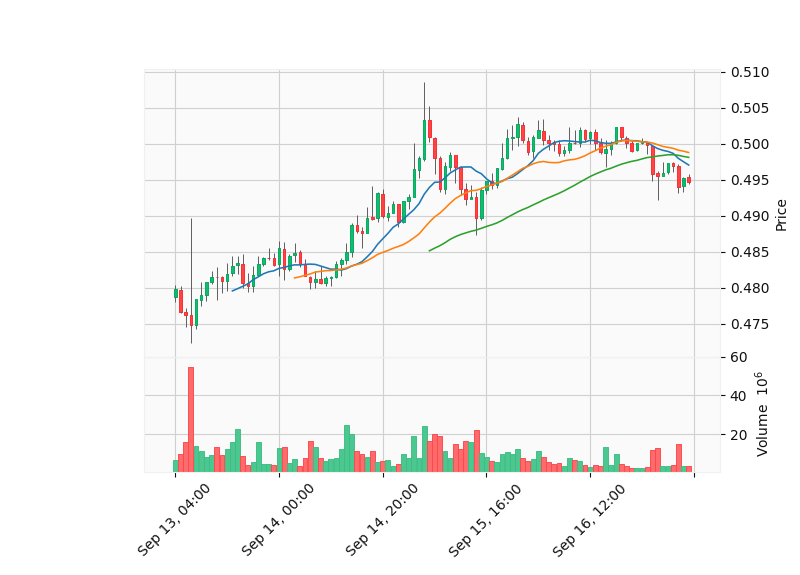 0.510
0.505
0.500
0.495
0.490
0.485
0.480
0.475
Price
60
40
20
Volume 10^6
Sep 13, 04:00
Sep 14, 00:00
Sep 14, 20:00
Sep 15, 16:00
Sep 16, 12:00